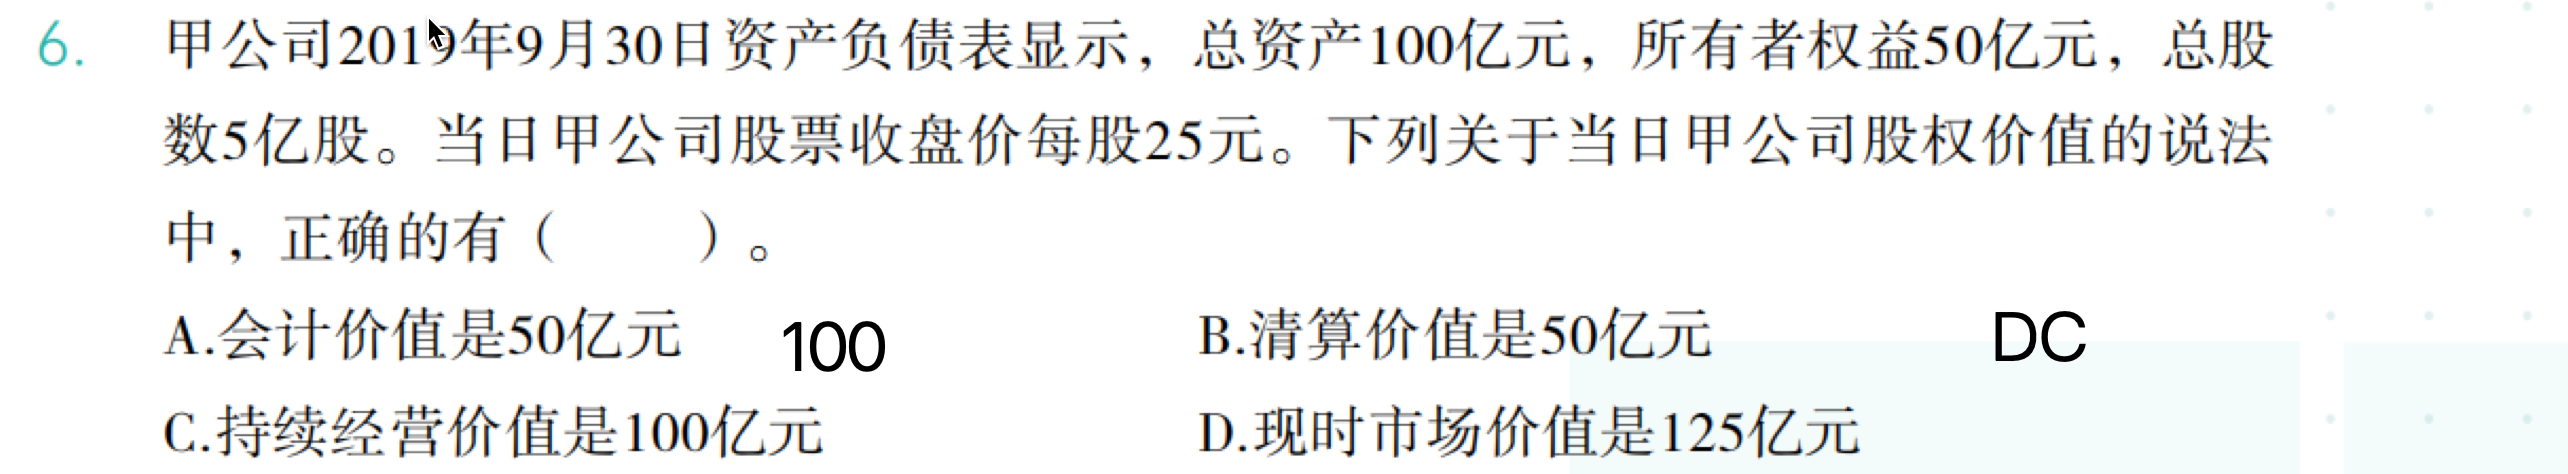 6. 甲公司2019年9月30日资产负债表显示，总资产100亿元，所有者权益50亿元，总股
数5亿股。当日甲公司股票收盘价每股25元。下列关于当日甲公司股权价值的说法
中，正确的有（　　）。
A.会计价值是50亿元 100 B.清算价值是50亿元 DC
C.持续经营价值是100亿元 D.现时市场价值是125亿元